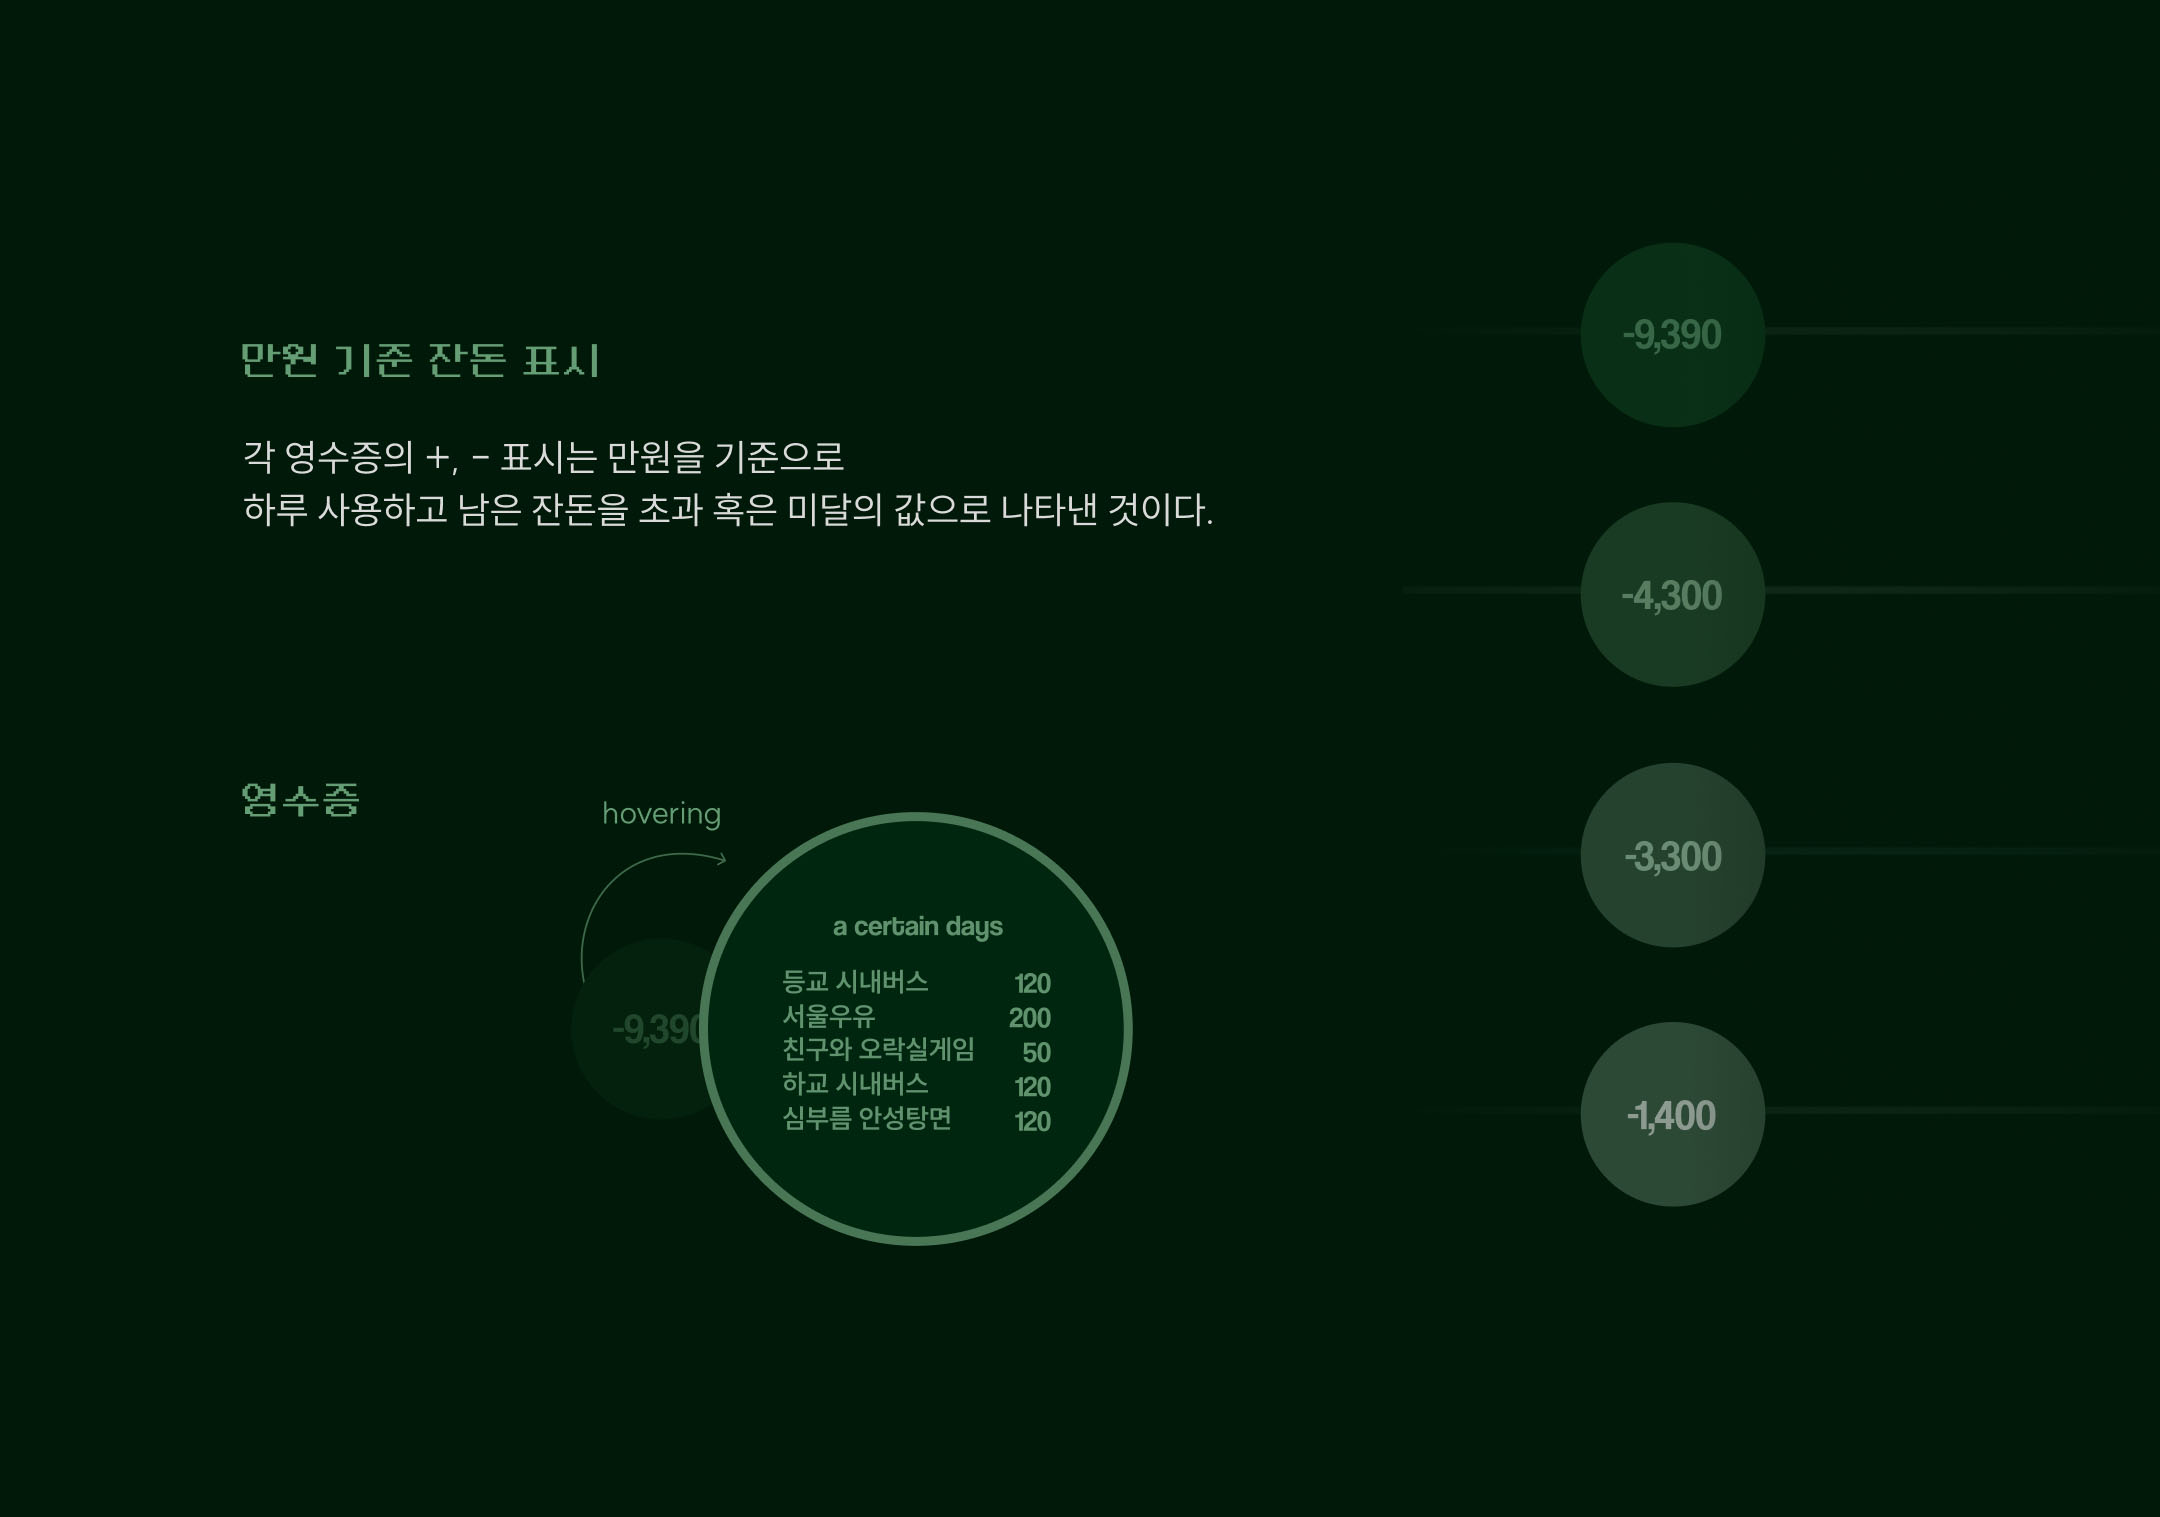 만원 기준 잔돈 표시
각 영수증의 +, - 표시는 만원을 기준으로
하루 사용하고 남은 잔돈을 초과 혹은 미달의 값으로 나타낸 것이다.
영수증
hovering
-9,390
a certain days
등교 시내버스 120
서울우유 200
친구와 오락실게임 50
하교 시내버스 120
심부름 안성탕면 120
-9,390
-4,300
-3,300
-1,400